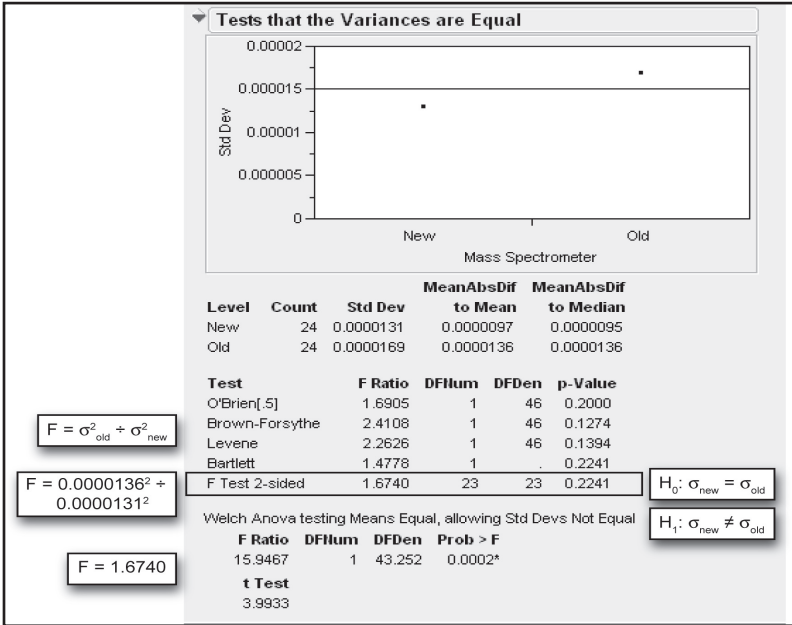 Tests that the Variances are Equal
0.00002
0.000015
0.00001
0.000005
0
Std Dev
New Old
Mass Spectrometer
MeanAbsDif MeanAbsDif
Level Count Std Dev to Mean to Median
New 24 0.0000131 0.0000097 0.0000095
Old 24 0.0000169 0.0000136 0.0000136
Test F Ratio DFNum DFDen p-Value
O'Brien[.5] 1.6905 1 46 0.2000
Brown-Forsythe 2.4108 1 46 0.1274
Levene 2.2626 1 46 0.1394
Bartlett 1.4778 1 . 0.2241
F Test 2-sided 1.6740 23 23 0.2241
Welch Anova testing Means Equal, allowing Std Devs Not Equal
F Ratio DFNum DFDen Prob > F
15.9467 1 43.252 0.0002*
t Test
3.9933
F = σ²old ÷ σ²new
F = 0.0000136² ÷
0.0000131²
F = 1.6740
H₀: σnew = σold
H₁: σnew ≠ σold